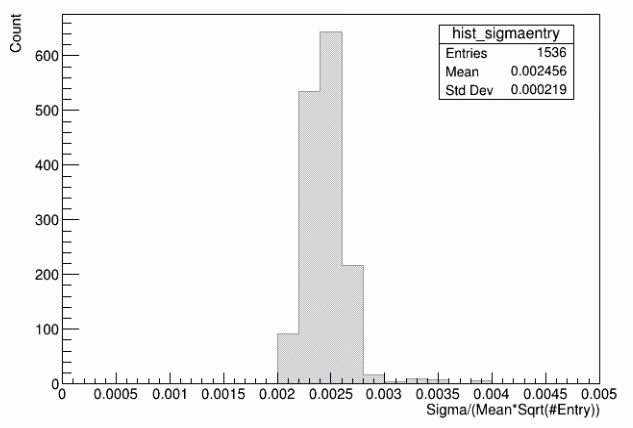 Count
hist_sigmaentry
Entries 1536
Mean 0.002456
Std Dev 0.000219
600
500
400
300
200
100
0
0 0.0005 0.001 0.0015 0.002 0.0025 0.003 0.0035 0.004 0.0045 0.005
Sigma/(Mean*Sqrt(#Entry))